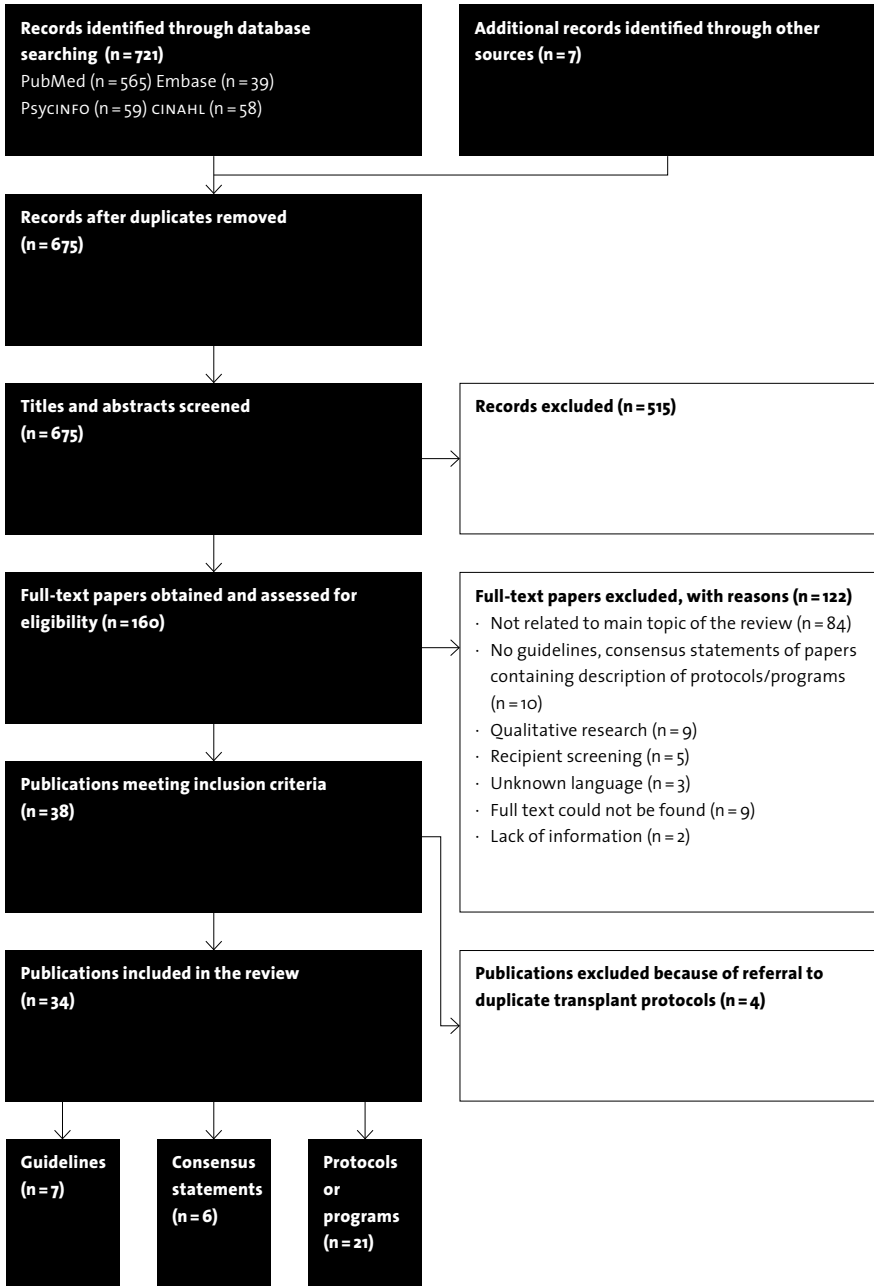 Records identified through database
searching (n = 721)
PubMed (n = 565) Embase (n = 39)
PsycINFO (n = 59) CINAHL (n = 58)
Additional records identified through other
sources (n = 7)
Records after duplicates removed
(n = 675)
Titles and abstracts screened
(n = 675)
Records excluded (n = 515)
Full-text papers obtained and assessed for
eligibility (n = 160)
Full-text papers excluded, with reasons (n = 122)
· Not related to main topic of the review (n = 84)
· No guidelines, consensus statements of papers
containing description of protocols/programs
(n = 10)
· Qualitative research (n = 9)
· Recipient screening (n = 5)
· Unknown language (n = 3)
· Full text could not be found (n = 9)
· Lack of information (n = 2)
Publications meeting inclusion criteria
(n = 38)
Publications included in the review
(n = 34)
Publications excluded because of referral to
duplicate transplant protocols (n = 4)
Guidelines
(n = 7)
Consensus
statements
(n = 6)
Protocols
or
programs
(n = 21)